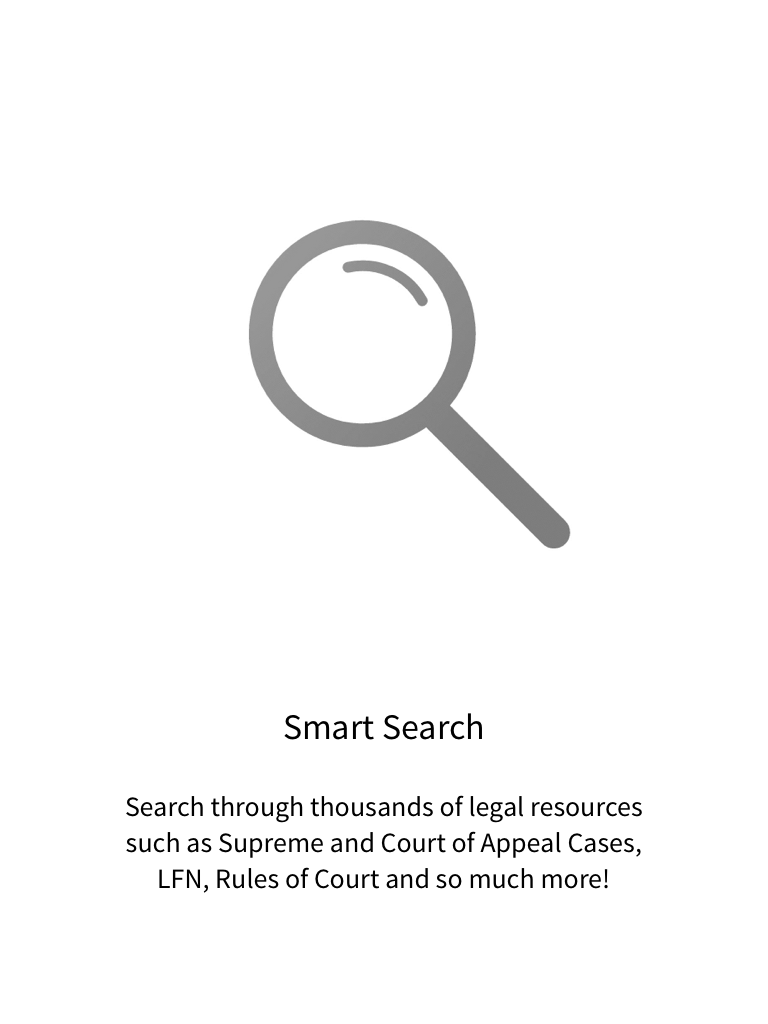 Smart Search
Search through thousands of legal resources
such as Supreme and Court of Appeal Cases,
LFN, Rules of Court and so much more!